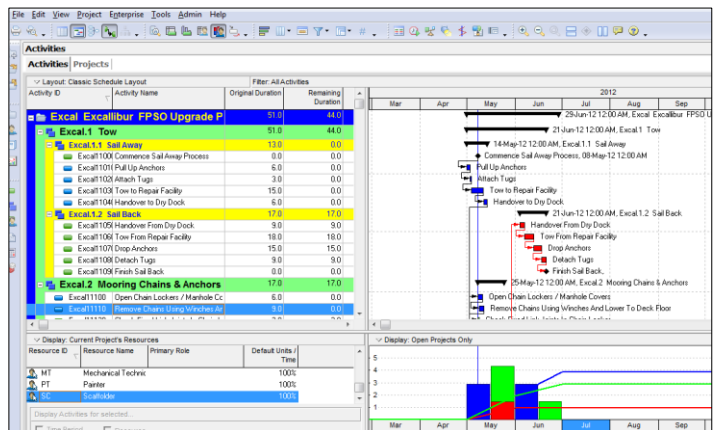 File Edit View Project Enterprise Tools Admin Help
Activities
Activities Projects
Layout: Classic Schedule Layout Filter: All Activities
Activity ID Activity Name Original Duration Remaining Duration
Excal Excallibur FPSO Upgrade P 51.0 44.0
Excal.1 Tow 51.0 44.0
Excal.1.1 Sail Away 13.0 0.0
Excal1100 Commence Sail Away Process 0.0 0.0
Excal1101 Pull Up Anchors 6.0 0.0
Excal1102 Attach Tugs 3.0 0.0
Excal1103 Tow to Repair Facility 15.0 0.0
Excal1104 Handover to Dry Dock 6.0 0.0
Excal.1.2 Sail Back 17.0 17.0
Excal1105 Handover From Dry Dock 9.0 9.0
Excal1106 Tow From Repair Facility 18.0 18.0
Excal1107 Drop Anchors 15.0 15.0
Excal1108 Detach Tugs 9.0 9.0
Excal1109 Finish Sail Back 0.0 0.0
Excal.2 Mooring Chains & Anchors 17.0 17.0
Excal11100 Open Chain Lockers / Manhole Cc 6.0 0.0
Excal11110 Remove Chains Using Winches Ar 9.0 0.0
2012
Mar Apr May Jun Jul Aug Sep
29-Jun-12 12:00 AM, Excal Excallibur FPSO U
21-Jun-12 12:00 AM, Excal.1 Tow
14-May-12 12:00 AM, Excal.1.1 Sail Away
Commence Sail Away Process, 08-May-12 12:00 AM
Pull Up Anchors
Attach Tugs
Tow to Repair Facility
Handover to Dry Dock
21-Jun-12 12:00 AM, Excal.1.2 Sail Back
Handover From Dry Dock
Tow From Repair Facility
Drop Anchors
Detach Tugs
Finish Sail Back,
25-May-12 12:00 AM, Excal.2 Mooring Chains & Anchors
Open Chain Lockers / Manhole Covers
Remove Chains Using Winches And Lower To Deck Floor
Display: Current Project's Resources
Resource ID Resource Name Primary Role Default Units / Time
MT Mechanical Technic 100%
PT Painter 100%
SC Scaffolder 100%
Display Activities for selected...
Time Period Resource
Display: Open Projects Only
5
4
3
2
1
Mar Apr May Jun Jul Aug Sep